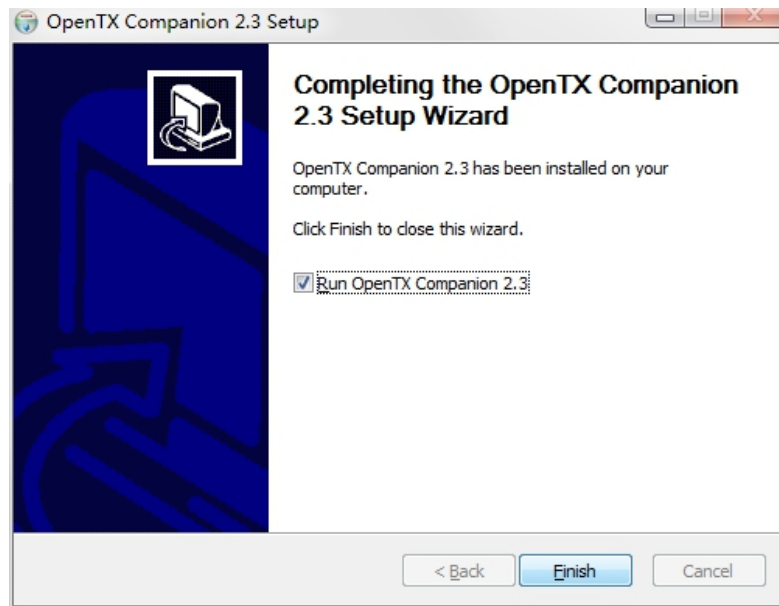 OpenTX Companion 2.3 Setup
Completing the OpenTX Companion
2.3 Setup Wizard
OpenTX Companion 2.3 has been installed on your
computer.
Click Finish to close this wizard.
Run OpenTX Companion 2.3
< Back
Finish
Cancel